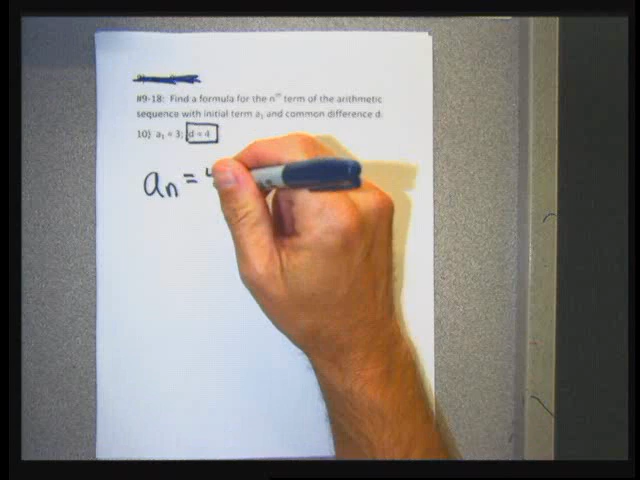 #9-18: Find a formula for the nth term of the arithmetic
sequence with initial term a₁ and common difference d.
10) a₁ = 3; d = 4
aₙ =